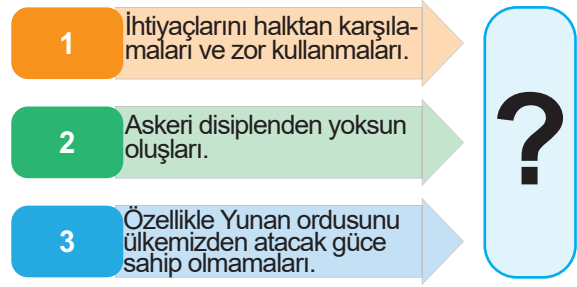 1
İhtiyaçlarını halktan karşıla-
maları ve zor kullanmaları.
2
Askeri disiplenden yoksun
oluşları.
3
Özellikle Yunan ordusunu
ülkemizden atacak güce
sahip olmamaları.
?